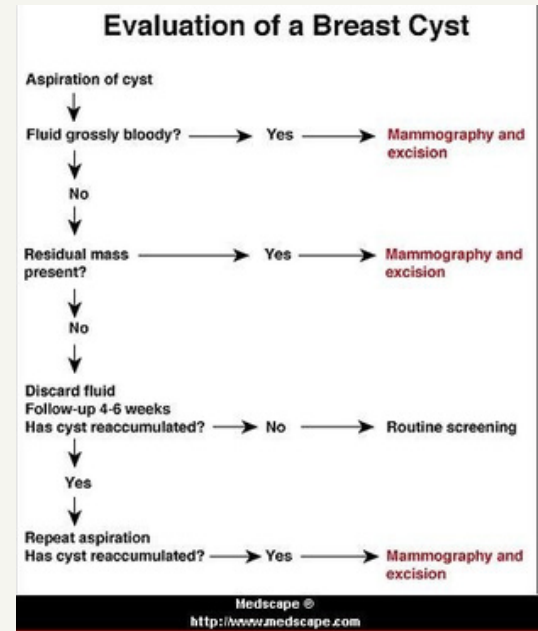 Evaluation of a Breast Cyst
Aspiration of cyst
Fluid grossly bloody?
Yes
Mammography and
excision
No
Residual mass
present?
Yes
Mammography and
excision
No
Discard fluid
Follow-up 4-6 weeks
Has cyst reaccumulated?
No
Routine screening
Yes
Repeat aspiration
Has cyst reaccumulated?
Yes
Mammography and
excision
Medscape ®
http://www.medscape.com